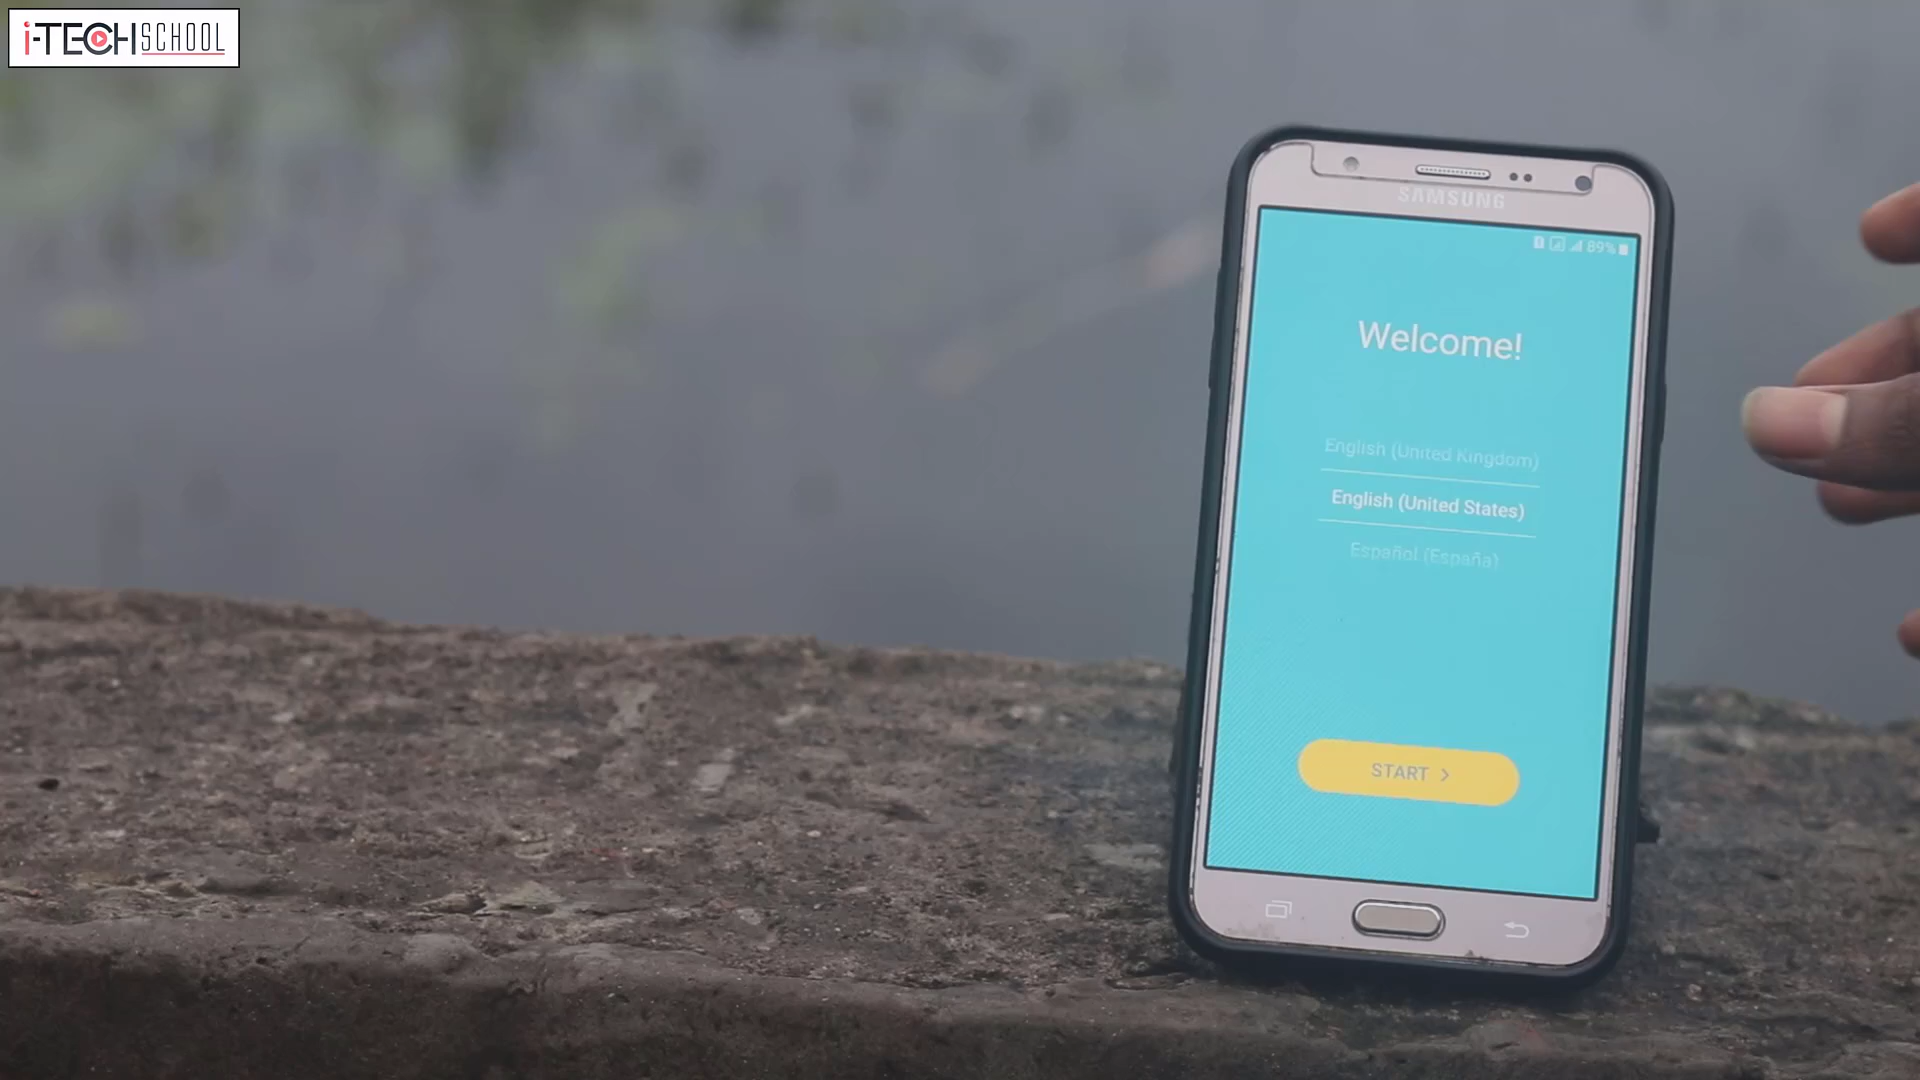 i-TECH SCHOOL
SAMSUNG
89%
Welcome!
English (United Kingdom)
English (United States)
Español (España)
START >